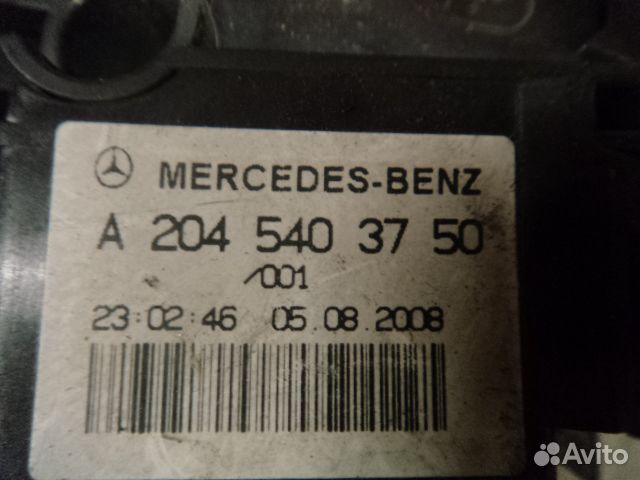 MERCEDES-BENZ
A 204 540 37 50
/001
23:02:46 05.08.2008
Avito